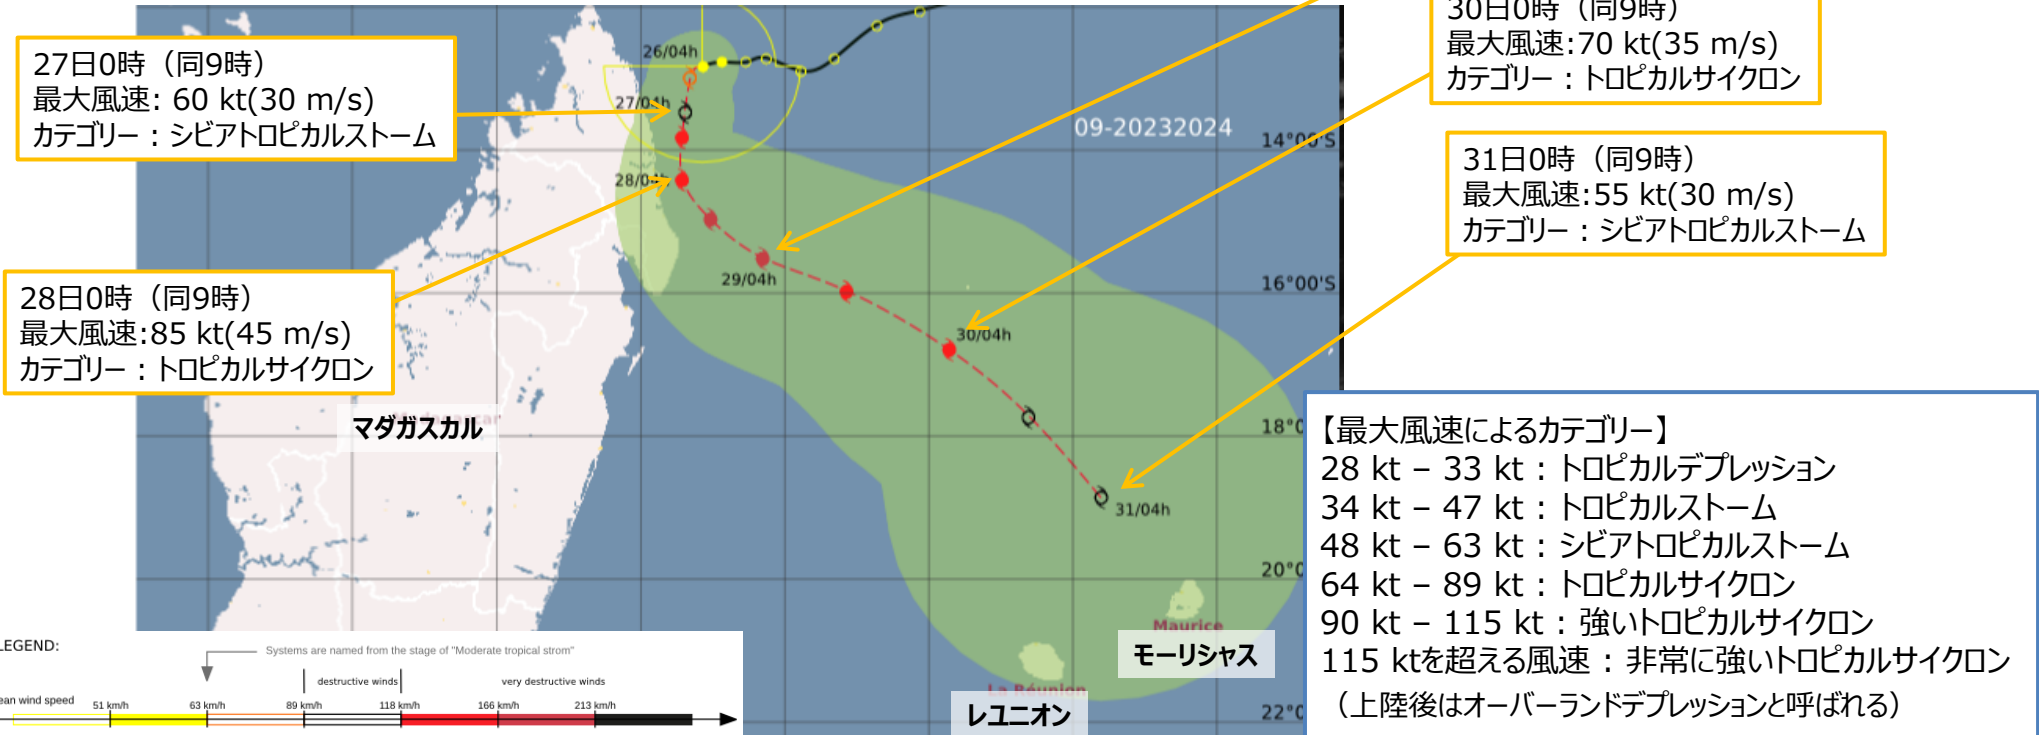 30日0時（同9時）
最大風速:70 kt(35 m/s)
カテゴリー：トロピカルサイクロン
27日0時（同9時）
最大風速: 60 kt(30 m/s)
カテゴリー：シビアトロピカルストーム
26/04h
27/04h
28/04h
29/04h
30/04h
31/04h
09-20232024
14°00'S
16°00'S
18°0
20°0
22°0
31日0時（同9時）
最大風速:55 kt(30 m/s)
カテゴリー：シビアトロピカルストーム
28日0時（同9時）
最大風速:85 kt(45 m/s)
カテゴリー：トロピカルサイクロン
マダガスカル
Maurice
モーリシャス
La Réunion
レユニオン
【最大風速によるカテゴリー】
28 kt – 33 kt：トロピカルデプレッション
34 kt – 47 kt：トロピカルストーム
48 kt – 63 kt：シビアトロピカルストーム
64 kt – 89 kt：トロピカルサイクロン
90 kt – 115 kt：強いトロピカルサイクロン
115 ktを超える風速：非常に強いトロピカルサイクロン
（上陸後はオーバーランドデプレッションと呼ばれる）
LEGEND:
Systems are named from the stage of "Moderate tropical strom"
destructive winds
very destructive winds
ean wind speed
51 km/h
63 km/h
89 km/h
118 km/h
166 km/h
213 km/h